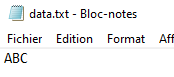 data.txt - Bloc-notes
Fichier Edition Format Aff
ABC